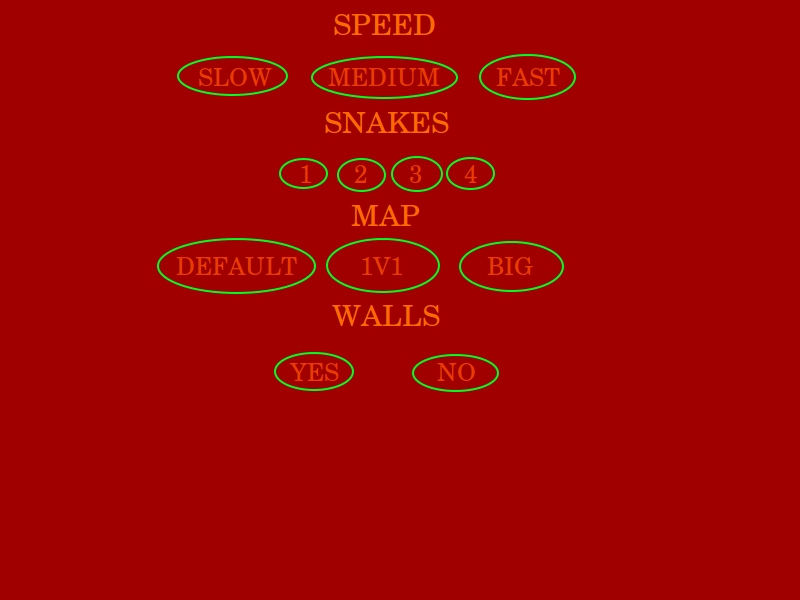 SPEED
SLOW MEDIUM FAST
SNAKES
1 2 3 4
MAP
DEFAULT 1V1 BIG
WALLS
YES NO